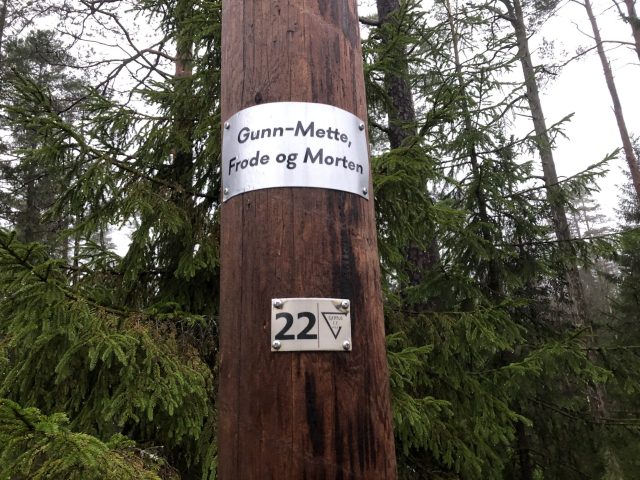 Gunn-Mette,
Frode og Morten
22